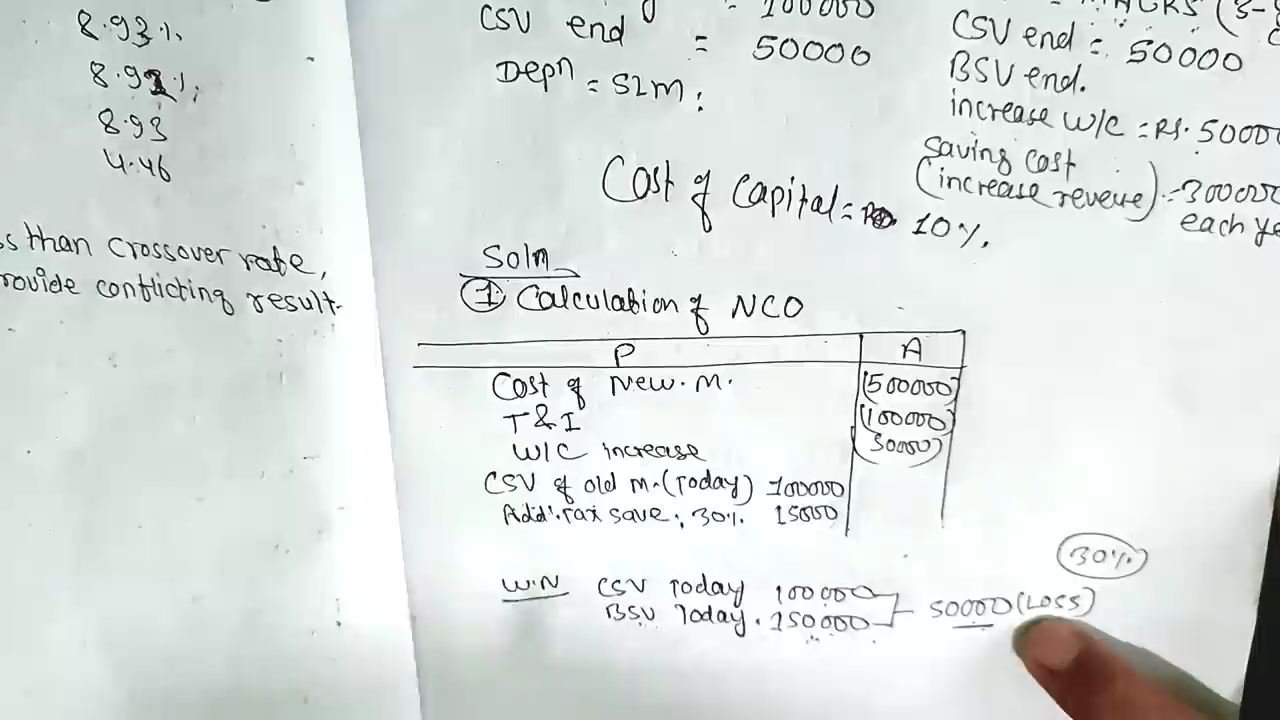 8.93%
8.92%
8.93
4.46
than crossover rate,
conflicting result.
100000
CSV end = 50000
Depn = SLM:
CSV end = 50000
BSV end.
increase W/C = RS. 5000
Saving cost
(increase reveue) = 300000
each
Cost of Capital = 10%.
Soln
① Calculation of NCO
P A
Cost of New. M. (500000)
T & I (100000)
W/C increase (50000)
CSV of old M. (Today) 100000
Add: Tax save: 30% 15000
30%
W.N CSV Today 100000
BSV Today. 150000
50000 (Loss)